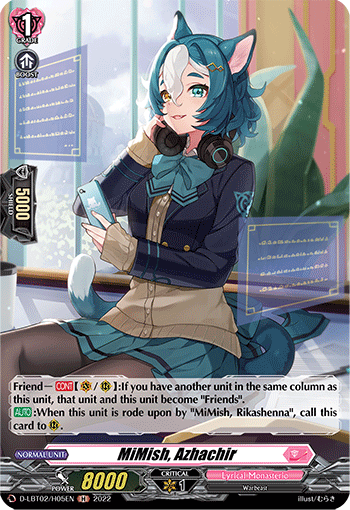 1
GRADE
BOOST
5000
SHIELD
Friend— CONT【 / 】:If you have another unit in the same column as
this unit, that unit and this unit become "Friends".
AUTO:When this unit is rode upon by "MiMish, Rikashenna", call this
card to .
NORMAL UNIT
MiMish, Azhachir
Lyrical Monasterio
POWER 8000
CRITICAL
1
Warbeast
D-LBT02/H05EN H 2022
Illust/むらき